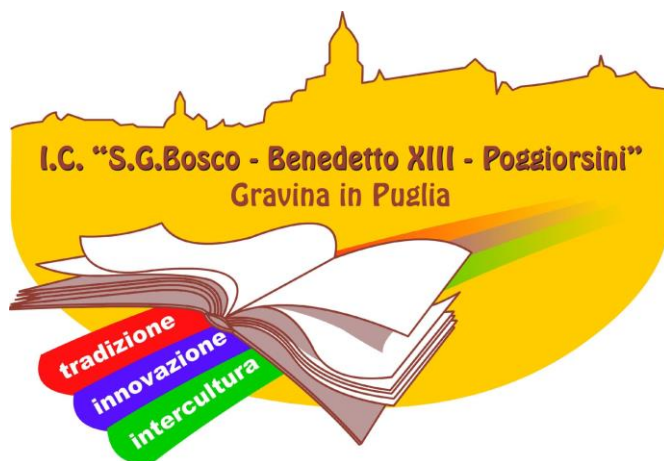 I.C. “S.G.Bosco - Benedetto XIII - Poggiorsini”
Gravina in Puglia
tradizione
innovazione
intercultura